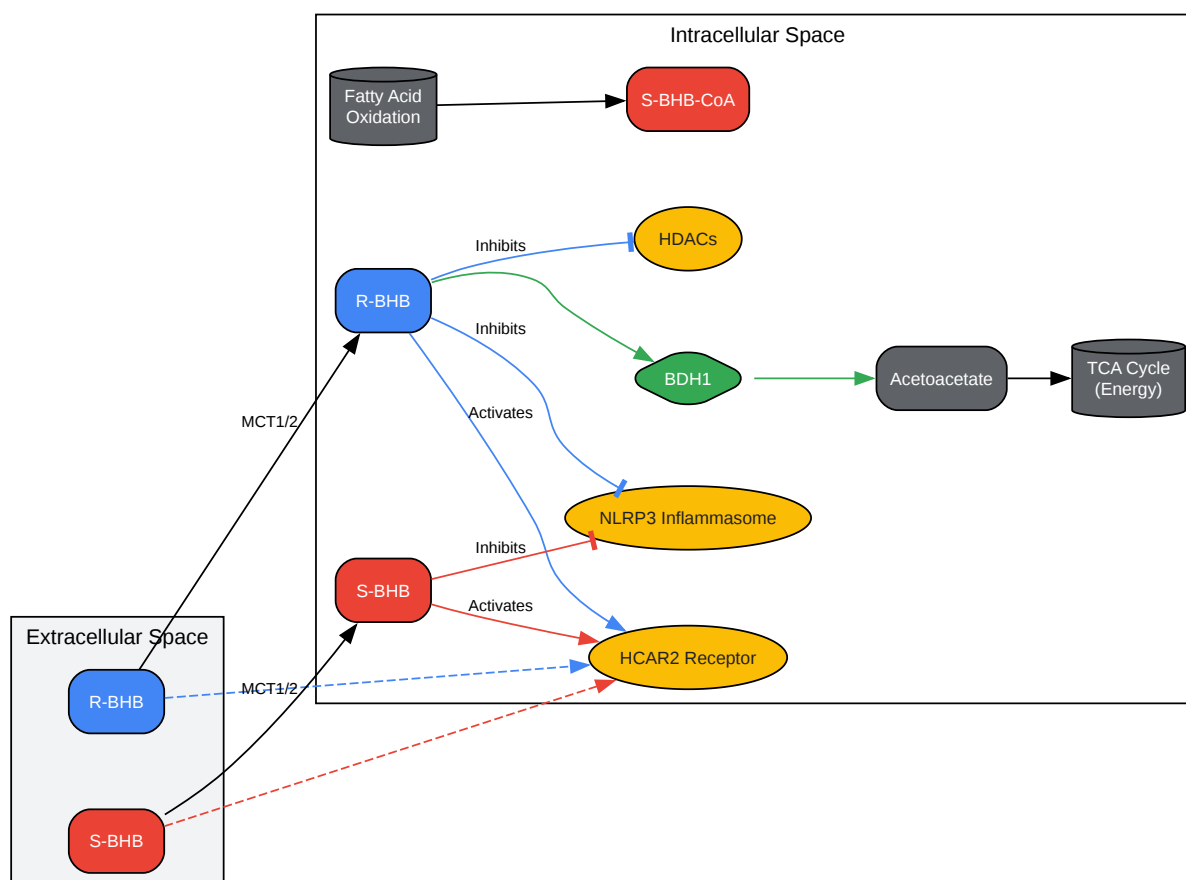 Intracellular Space
Fatty Acid
Oxidation
S-BHB-CoA
HDACs
Inhibits
R-BHB
Inhibits
BDH1
Acetoacetate
TCA Cycle
(Energy)
Activates
MCT1/2
NLRP3 Inflammasome
Inhibits
S-BHB
Activates
Extracellular Space
HCAR2 Receptor
MCT1/2
R-BHB
S-BHB